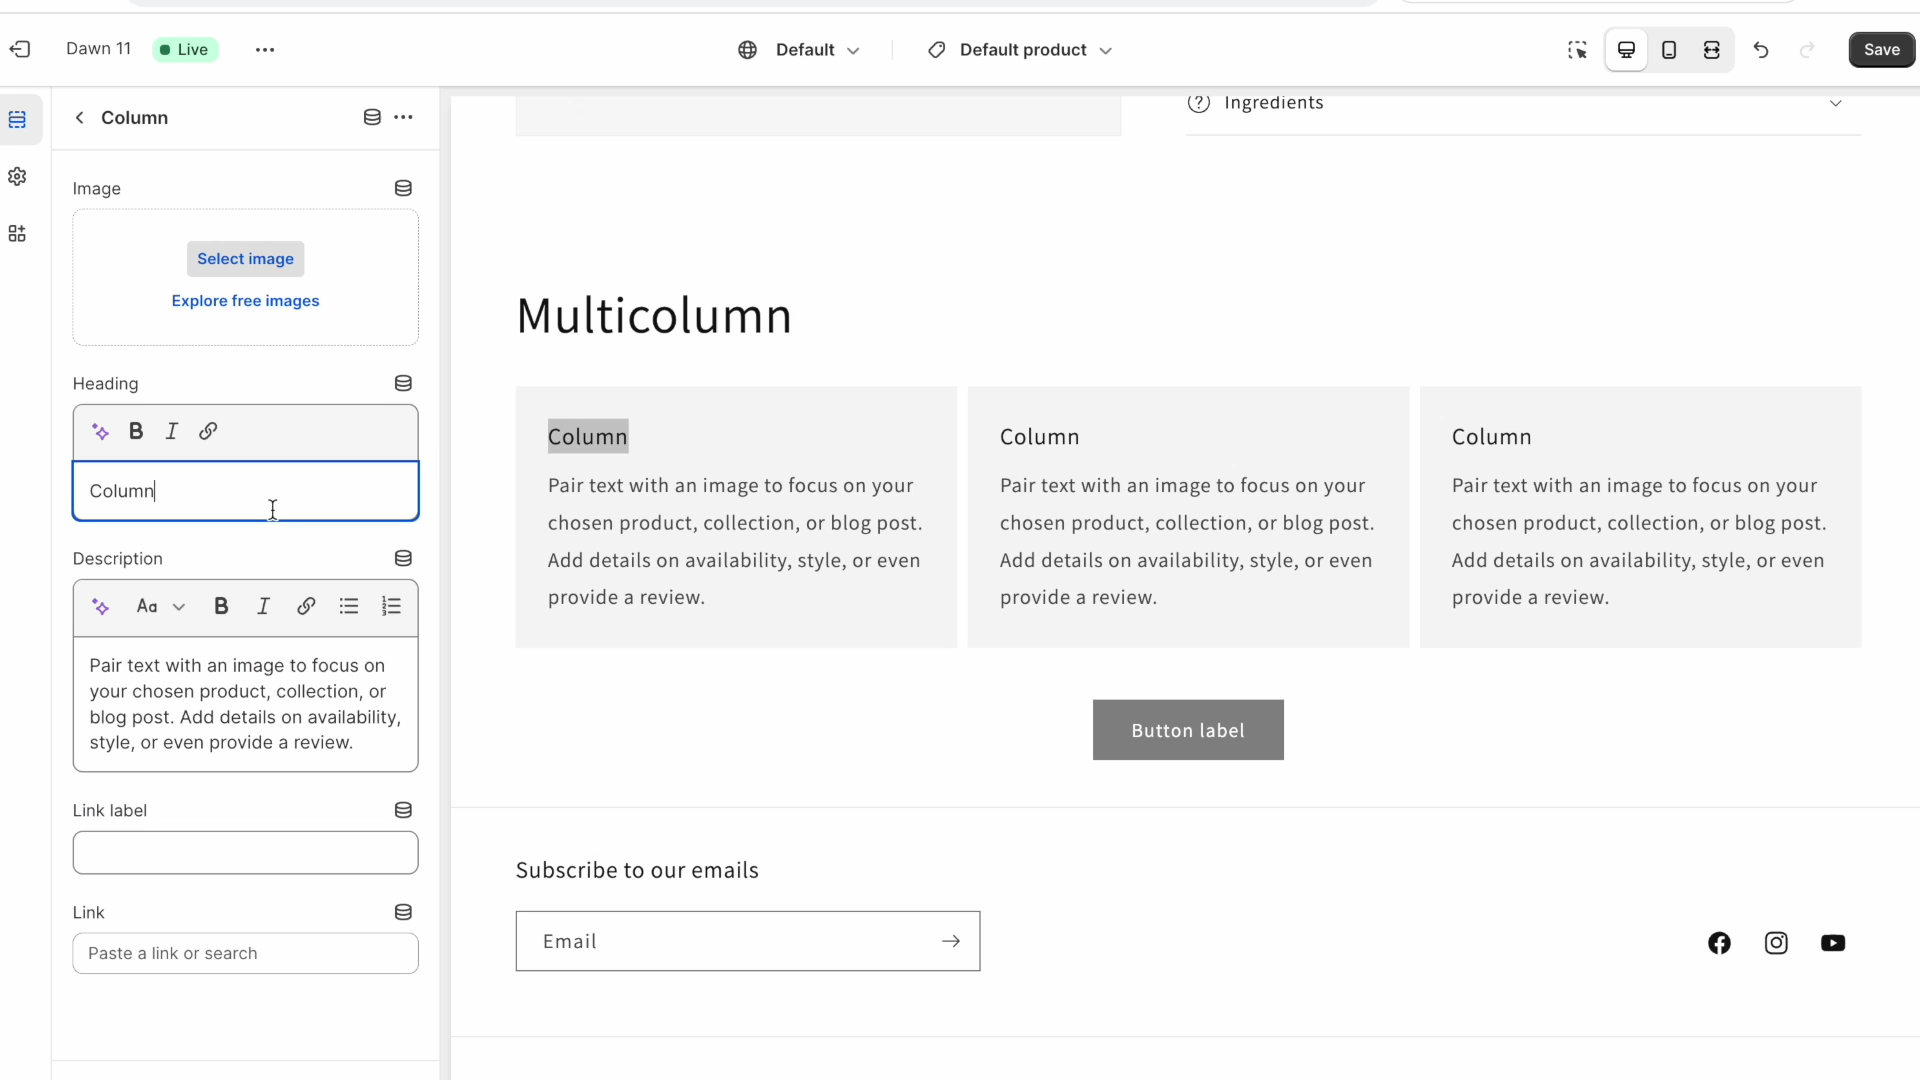 Dawn 11
Live
Default
Default product
Save
Column
Image
Select image
Explore free images
Heading
Column
Description
Aa
Pair text with an image to focus on
your chosen product, collection, or
blog post. Add details on availability,
style, or even provide a review.
Link label
Link
Paste a link or search
Ingredients
Multicolumn
Column
Pair text with an image to focus on your
chosen product, collection, or blog post.
Add details on availability, style, or even
provide a review.
Column
Pair text with an image to focus on your
chosen product, collection, or blog post.
Add details on availability, style, or even
provide a review.
Column
Pair text with an image to focus on your
chosen product, collection, or blog post.
Add details on availability, style, or even
provide a review.
Button label
Subscribe to our emails
Email